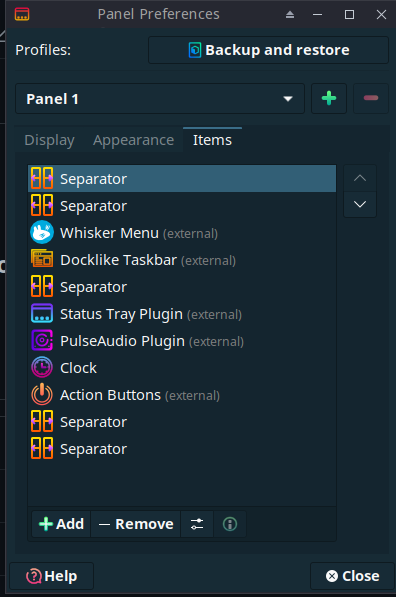 Panel Preferences
Profiles:
Backup and restore
Panel 1
Display Appearance Items
Separator
Separator
Whisker Menu (external)
Docklike Taskbar (external)
Separator
Status Tray Plugin (external)
PulseAudio Plugin (external)
Clock
Action Buttons (external)
Separator
Separator
Add Remove
Help Close